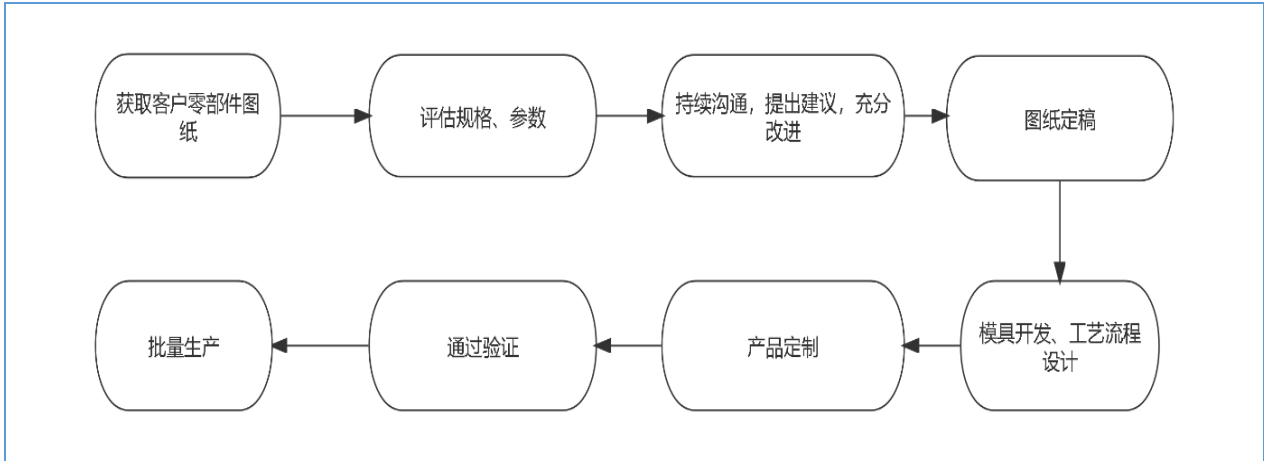 获取客户零部件图
纸
评估规格、参数
持续沟通，提出建议，充分
改进
图纸定稿
模具开发、工艺流程
设计
产品定制
通过验证
批量生产